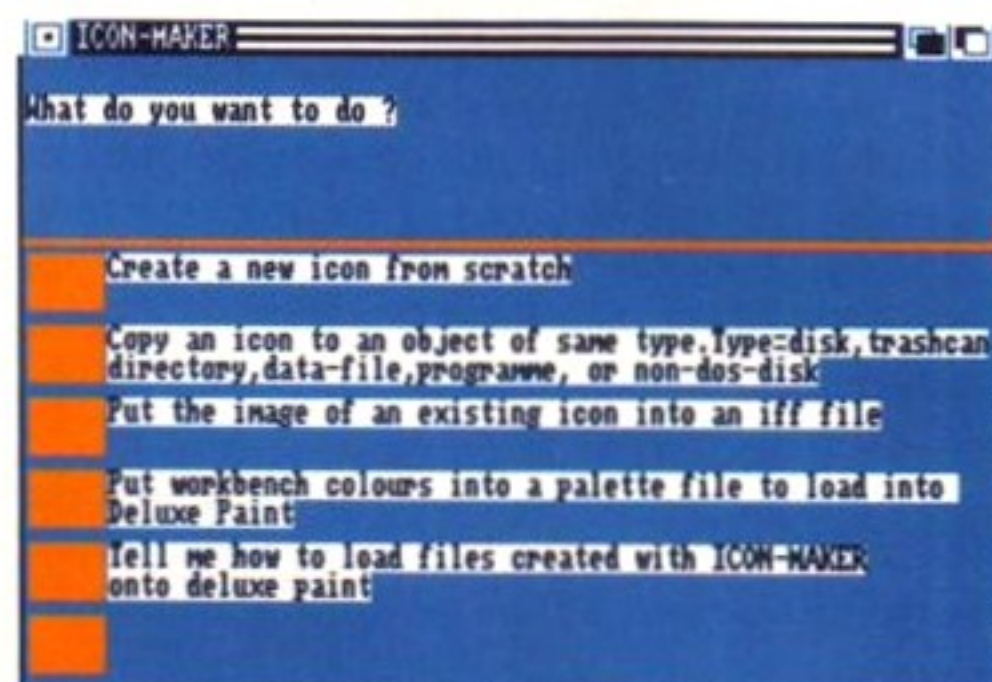 ICON-MAKER
What do you want to do ?
Create a new icon from scratch
Copy an icon to an object of same type.Type=disk,trashcan
directory,data-file,programme, or non-dos-disk
Put the image of an existing icon into an iff file
Put workbench colours into a palette file to load into
Deluxe Paint
Tell me how to load files created with ICON-MAKER
onto deluxe paint